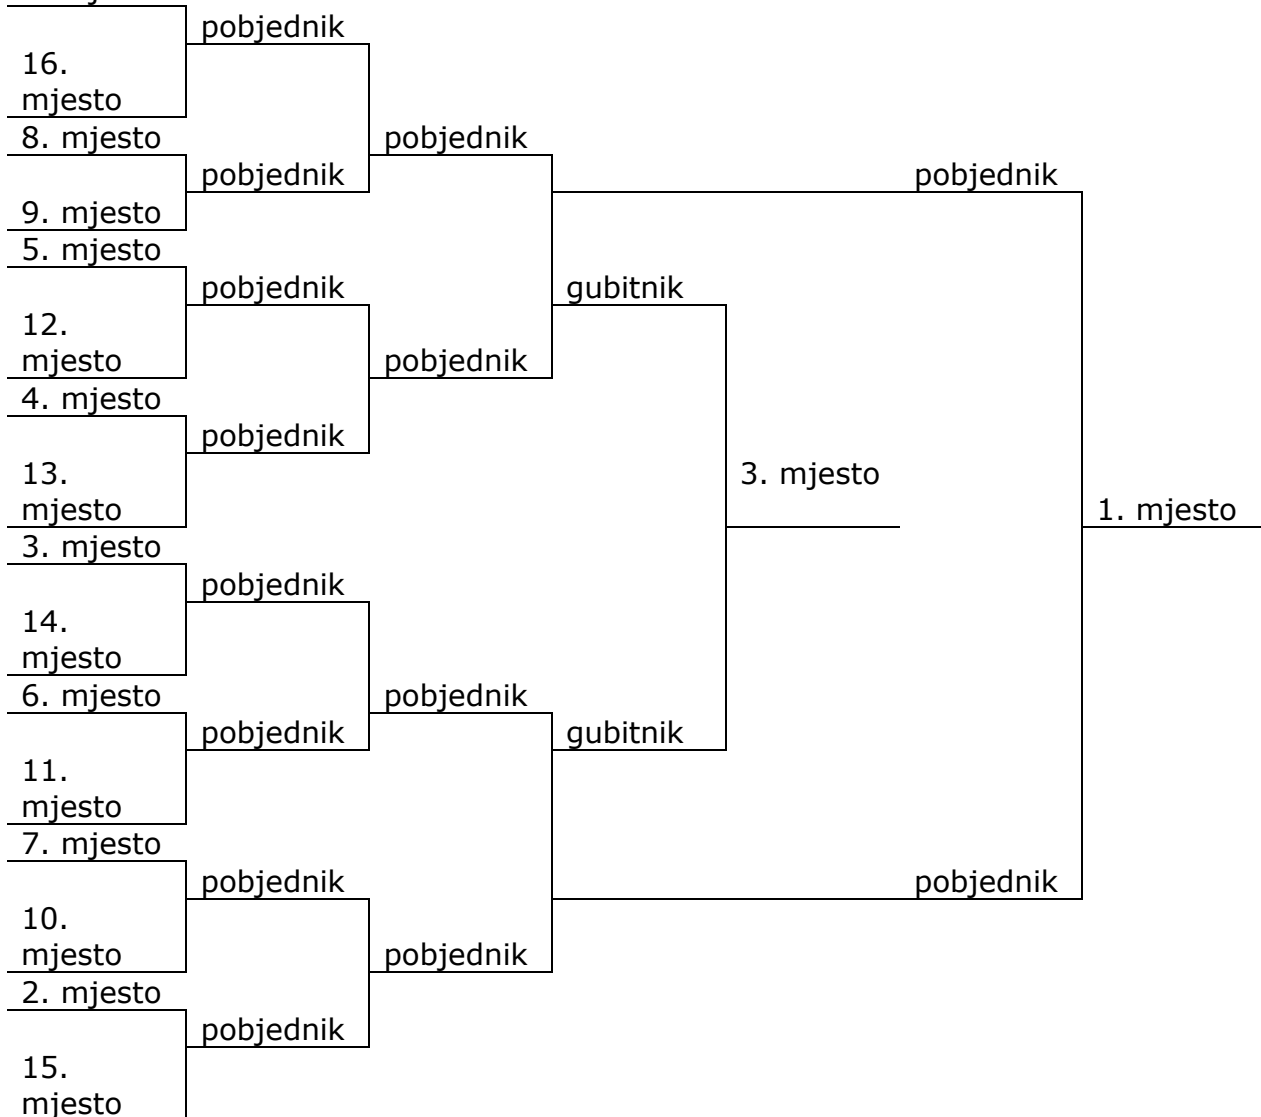 pobjednik
16.
mjesto
8. mjesto
pobjednik
pobjednik
pobjednik
9. mjesto
5. mjesto
pobjednik
gubitnik
12.
mjesto
pobjednik
4. mjesto
pobjednik
13.
mjesto
3. mjesto
1. mjesto
3. mjesto
pobjednik
14.
mjesto
6. mjesto
pobjednik
pobjednik
gubitnik
11.
mjesto
7. mjesto
pobjednik
pobjednik
10.
mjesto
pobjednik
2. mjesto
pobjednik
15.
mjesto